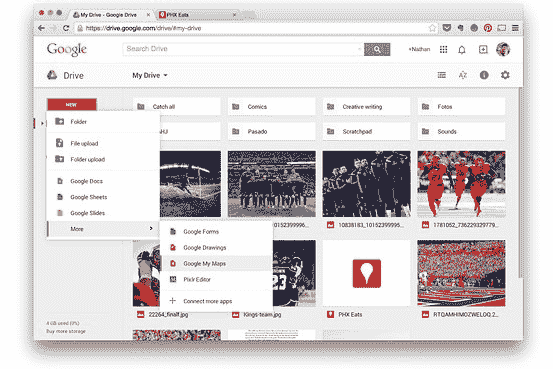 My Drive - Google Drive
PHX Eats
https://drive.google.com/drive/#my-drive
Google
Search Drive
+Nathan
Drive
My Drive
NEW
Catch all
Comics
Creative writing
Fotos
Folder
HJ
Pasado
Scratchpad
Sounds
File upload
Folder upload
Google Docs
Google Sheets
Google Slides
More
Google Forms
Google Drawings
Google My Maps
Pixlr Editor
Connect more apps
10152399996...
10838183_10152399996...
1781052_736229329779...
22264_finalf.jpg
Kings-team.jpg
PHX Eats
4 GB used (9%)
Buy more storage